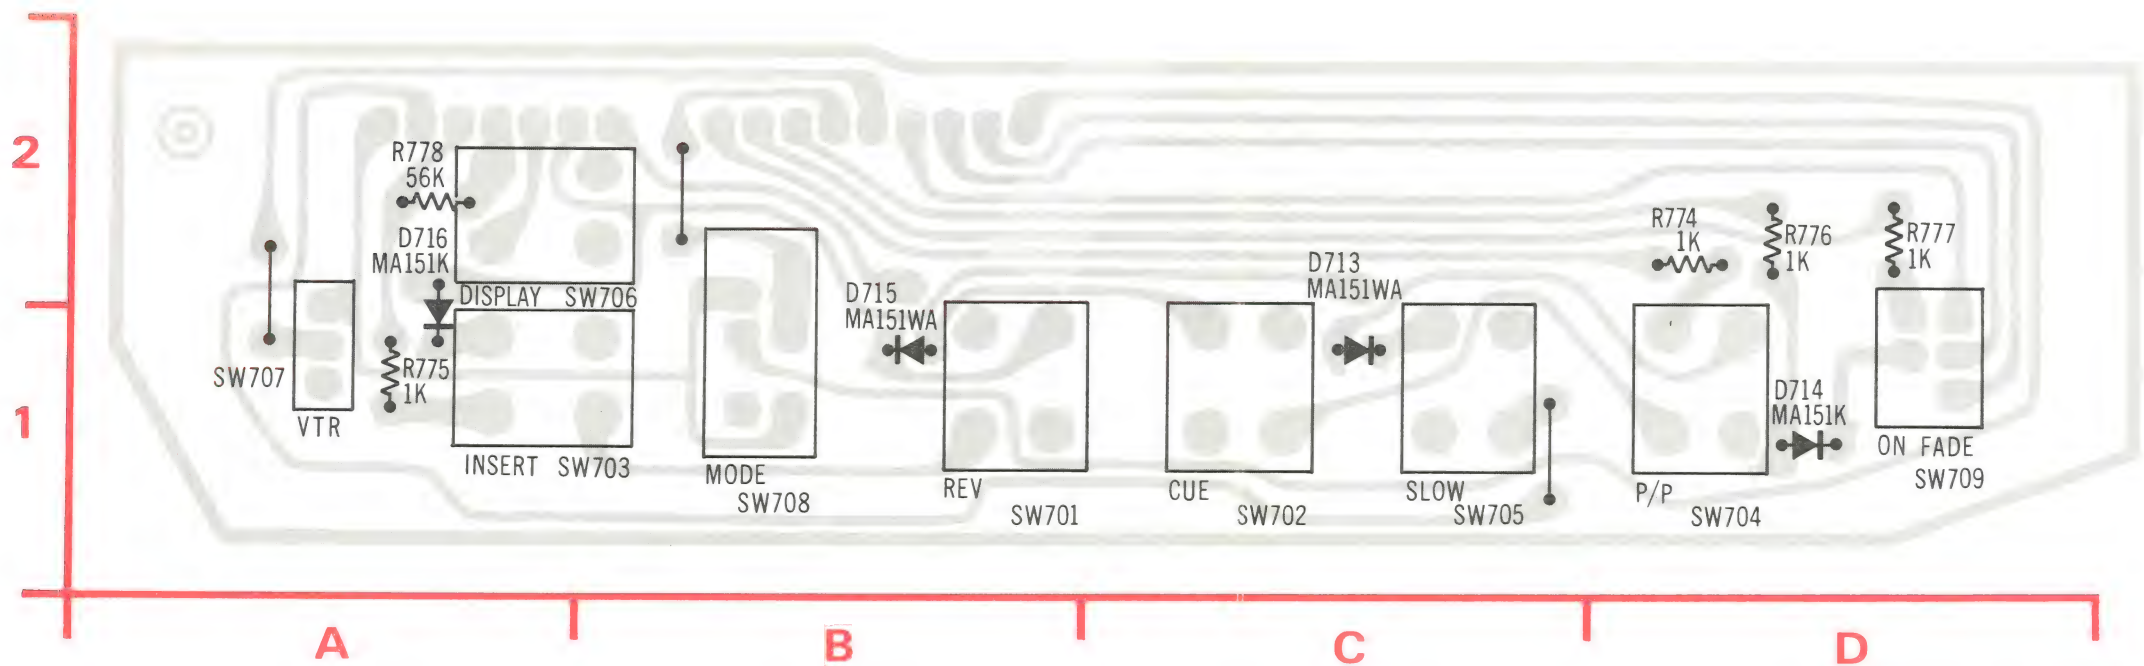 2
R778
56K
D716
MA151K
DISPLAY SW706
R774
1K
R776
1K
R777
1K
D713
MA151WA
D715
MA151WA
1
SW707
VTR
R775
1K
INSERT SW703
MODE
SW708
REV
SW701
CUE
SW702
SLOW
SW705
P/P
SW704
D714
MA151K
ON FADE
SW709
A
B
C
D